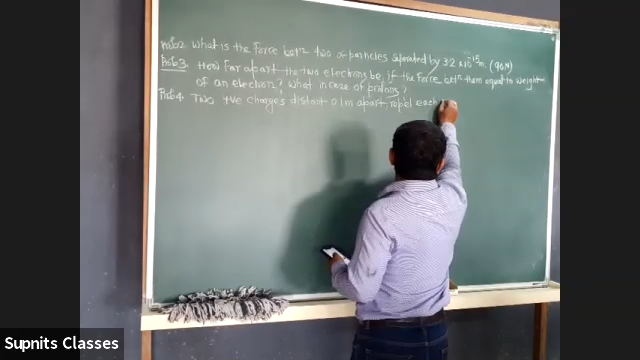 Prob2 What is the Force betn two α particles separated by 3.2 x 10-15m. (90N)
Prob3. How far apart the two electrons be, if the Force betn them equal to weight
of an electron? What in case of protons?
Prob4 Two +ve charges distant 0.1m apart, repel each
Supnits Classes